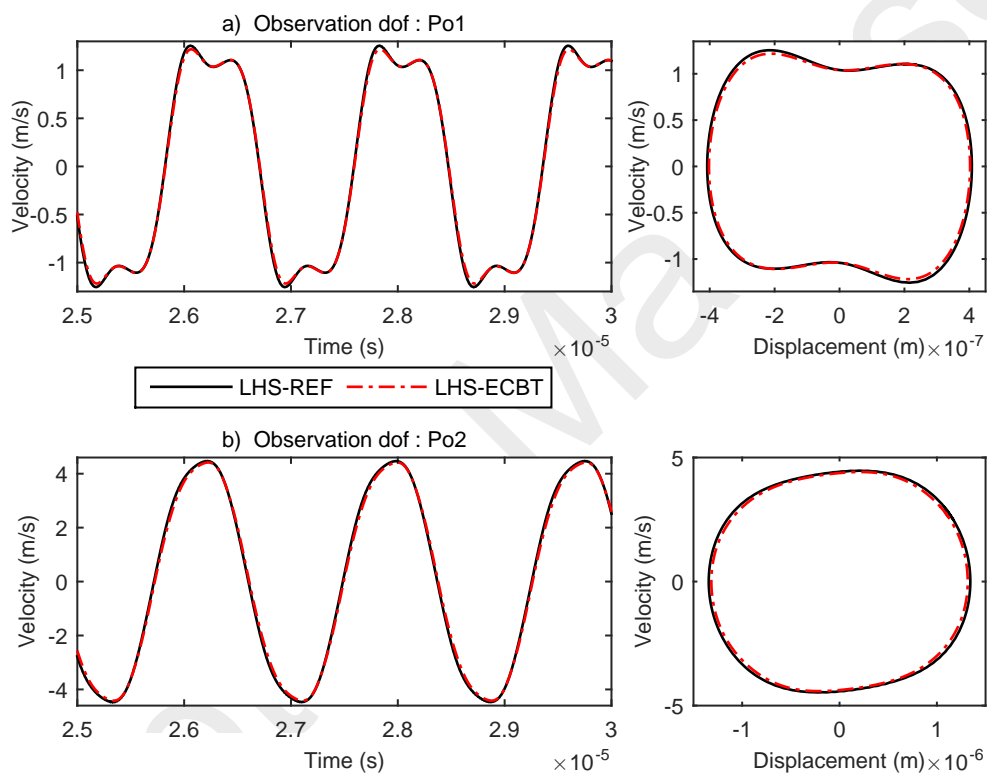 a) Observation dof : Po1
Velocity (m/s)
1
0.5
0
-0.5
-1
2.5 2.6 2.7 2.8 2.9 3
Time (s) ×10⁻⁵
Velocity (m/s)
1
0.5
0
-0.5
-1
-4 -2 0 2 4
Displacement (m) ×10⁻⁷
LHS-REF LHS-ECBT
b) Observation dof : Po2
Velocity (m/s)
4
2
0
-2
-4
2.5 2.6 2.7 2.8 2.9 3
Time (s) ×10⁻⁵
Velocity (m/s)
5
0
-5
-1 0 1
Displacement (m) ×10⁻⁶